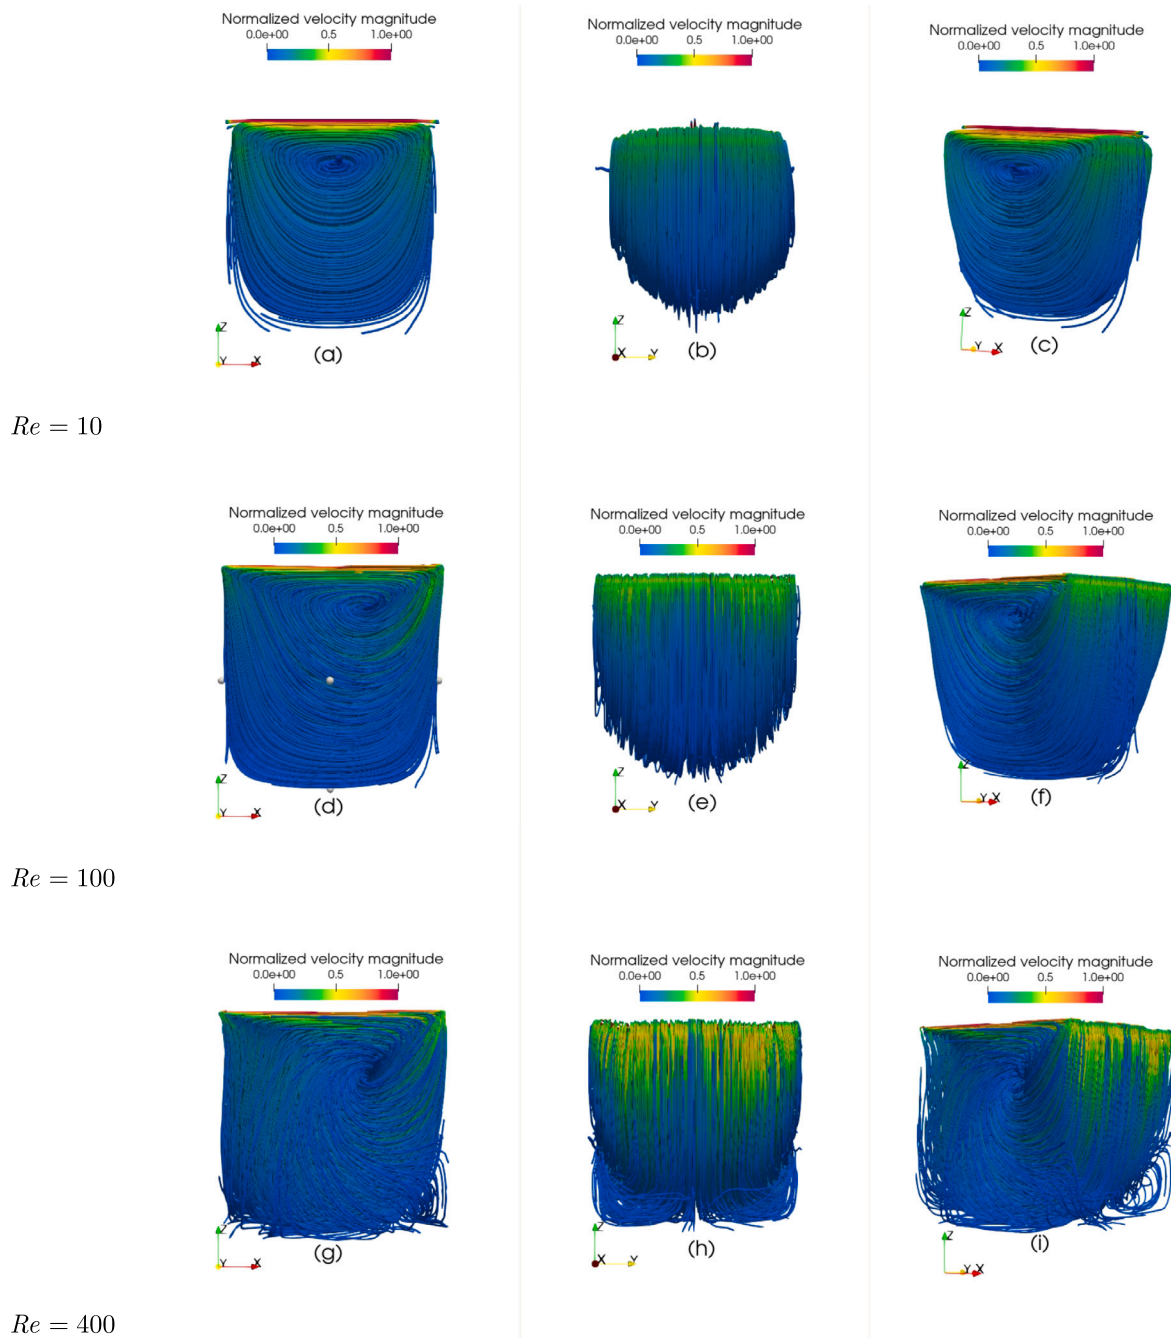 Normalized velocity magnitude
0.0e+00 0.5 1.0e+00
Normalized velocity magnitude
0.0e+00 0.5 1.0e+00
Normalized velocity magnitude
0.0e+00 0.5 1.0e+00
Z
Y X
(a)
Z
X Y
(b)
Z
Y X
(c)
Re = 10
Normalized velocity magnitude
0.0e+00 0.5 1.0e+00
Normalized velocity magnitude
0.0e+00 0.5 1.0e+00
Normalized velocity magnitude
0.0e+00 0.5 1.0e+00
Z
Y X
(d)
Z
X Y
(e)
Z
Y X
(f)
Re = 100
Normalized velocity magnitude
0.0e+00 0.5 1.0e+00
Normalized velocity magnitude
0.0e+00 0.5 1.0e+00
Normalized velocity magnitude
0.0e+00 0.5 1.0e+00
Z
Y X
(g)
Z
X Y
(h)
Z
Y X
(i)
Re = 400